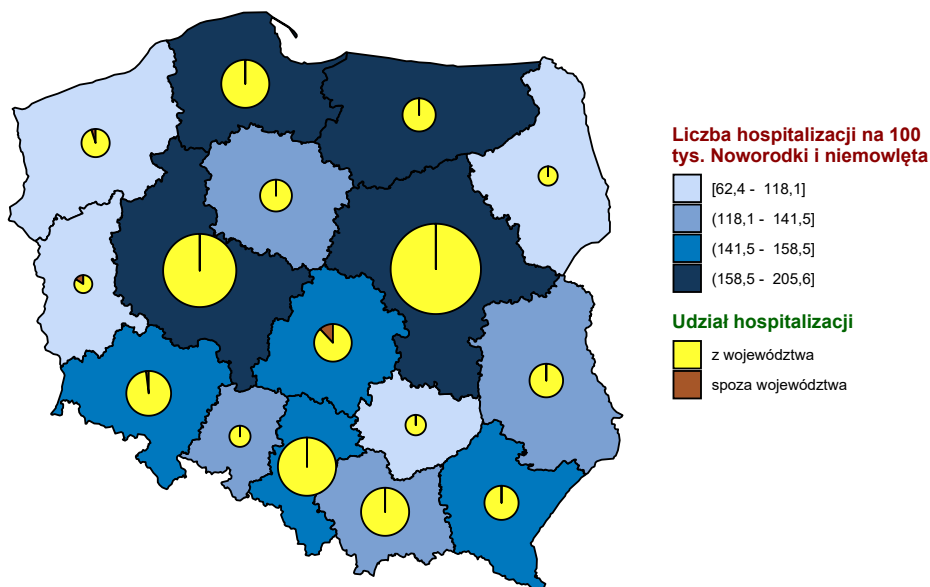 Liczba hospitalizacji na 100
tys. Noworodki i niemowlęta
[62,4 - 118,1]
(118,1 - 141,5]
(141,5 - 158,5]
(158,5 - 205,6]
Udział hospitalizacji
z województwa
spoza województwa